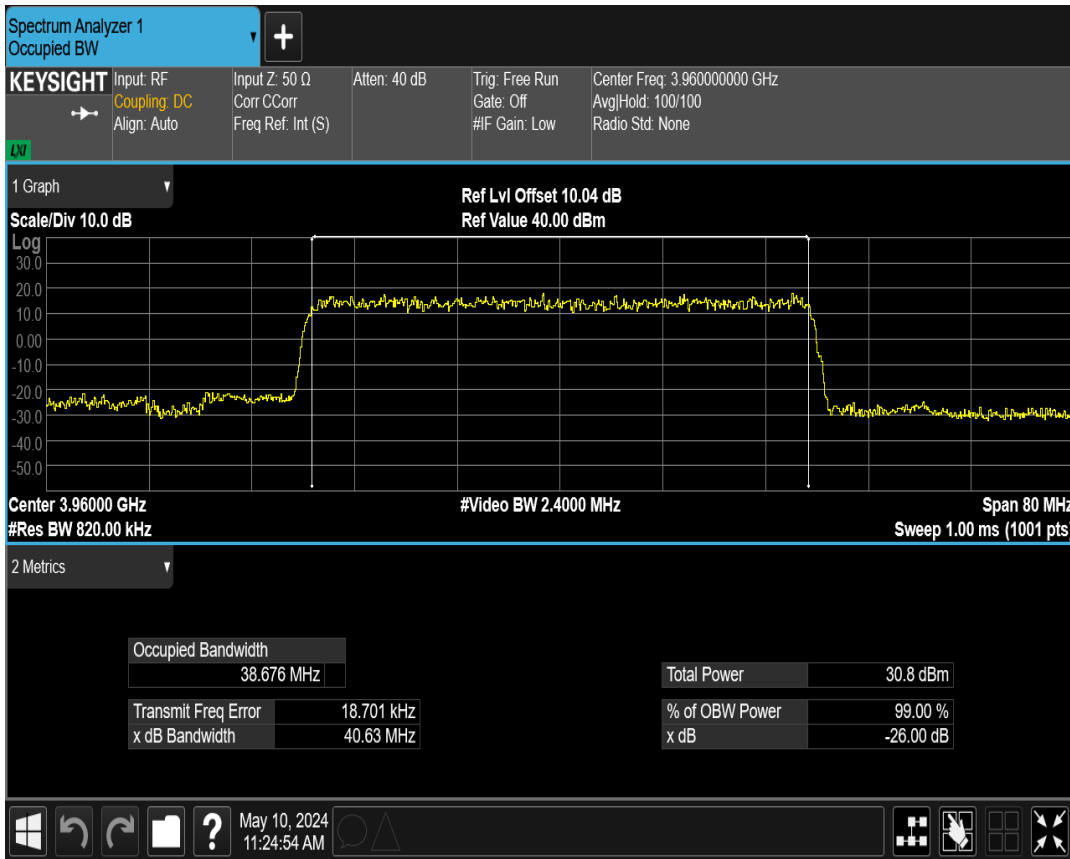 Spectrum Analyzer 1
Occupied BW
KEYSIGHT
Input: RF
Coupling: DC
Align: Auto
Input Z: 50 Ω
Corr CCorr
Freq Ref: Int (S)
Atten: 40 dB
Trig: Free Run
Gate: Off
#IF Gain: Low
Center Freq: 3.960000000 GHz
Avg|Hold: 100/100
Radio Std: None
LXI
1 Graph
Ref Lvl Offset 10.04 dB
Scale/Div 10.0 dB
Ref Value 40.00 dBm
Log
30.0
20.0
10.0
0.00
-10.0
-20.0
-30.0
-40.0
-50.0
Center 3.96000 GHz
#Video BW 2.4000 MHz
Span 80 MHz
#Res BW 820.00 kHz
Sweep 1.00 ms (1001 pts)
2 Metrics
Occupied Bandwidth
38.676 MHz
Total Power 30.8 dBm
Transmit Freq Error 18.701 kHz
% of OBW Power 99.00 %
x dB Bandwidth 40.63 MHz
x dB -26.00 dB
?
May 10, 2024
11:24:54 AM